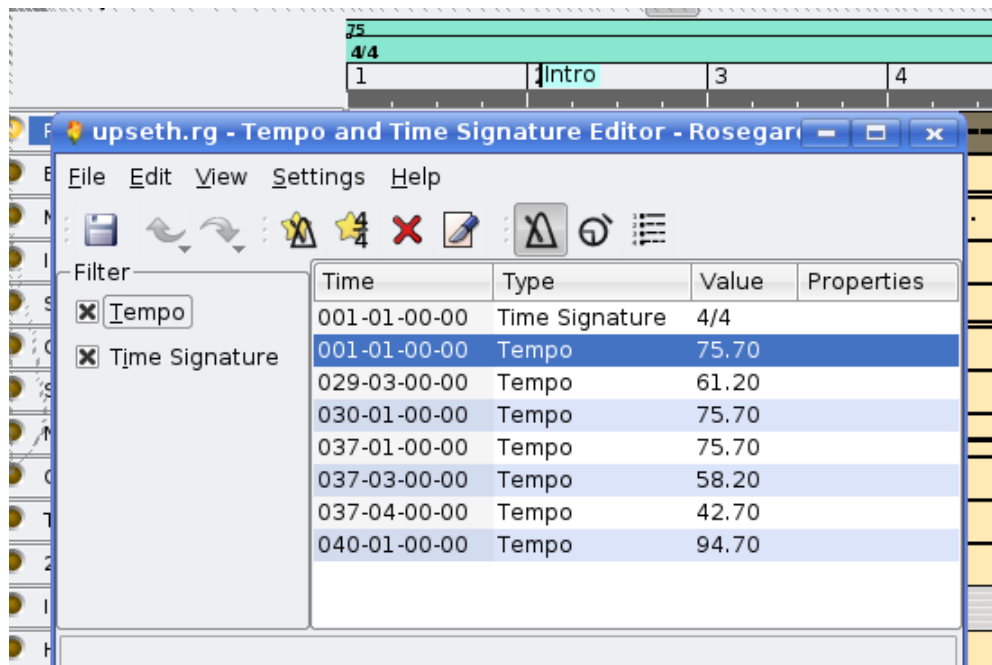 75
4/4
1 Intro 3 4
upseth.rg - Tempo and Time Signature Editor - Rosegar
File Edit View Settings Help
Filter
Tempo
Time Signature
Time Type Value Properties
001-01-00-00 Time Signature 4/4
001-01-00-00 Tempo 75.70
029-03-00-00 Tempo 61.20
030-01-00-00 Tempo 75.70
037-01-00-00 Tempo 75.70
037-03-00-00 Tempo 58.20
037-04-00-00 Tempo 42.70
040-01-00-00 Tempo 94.70